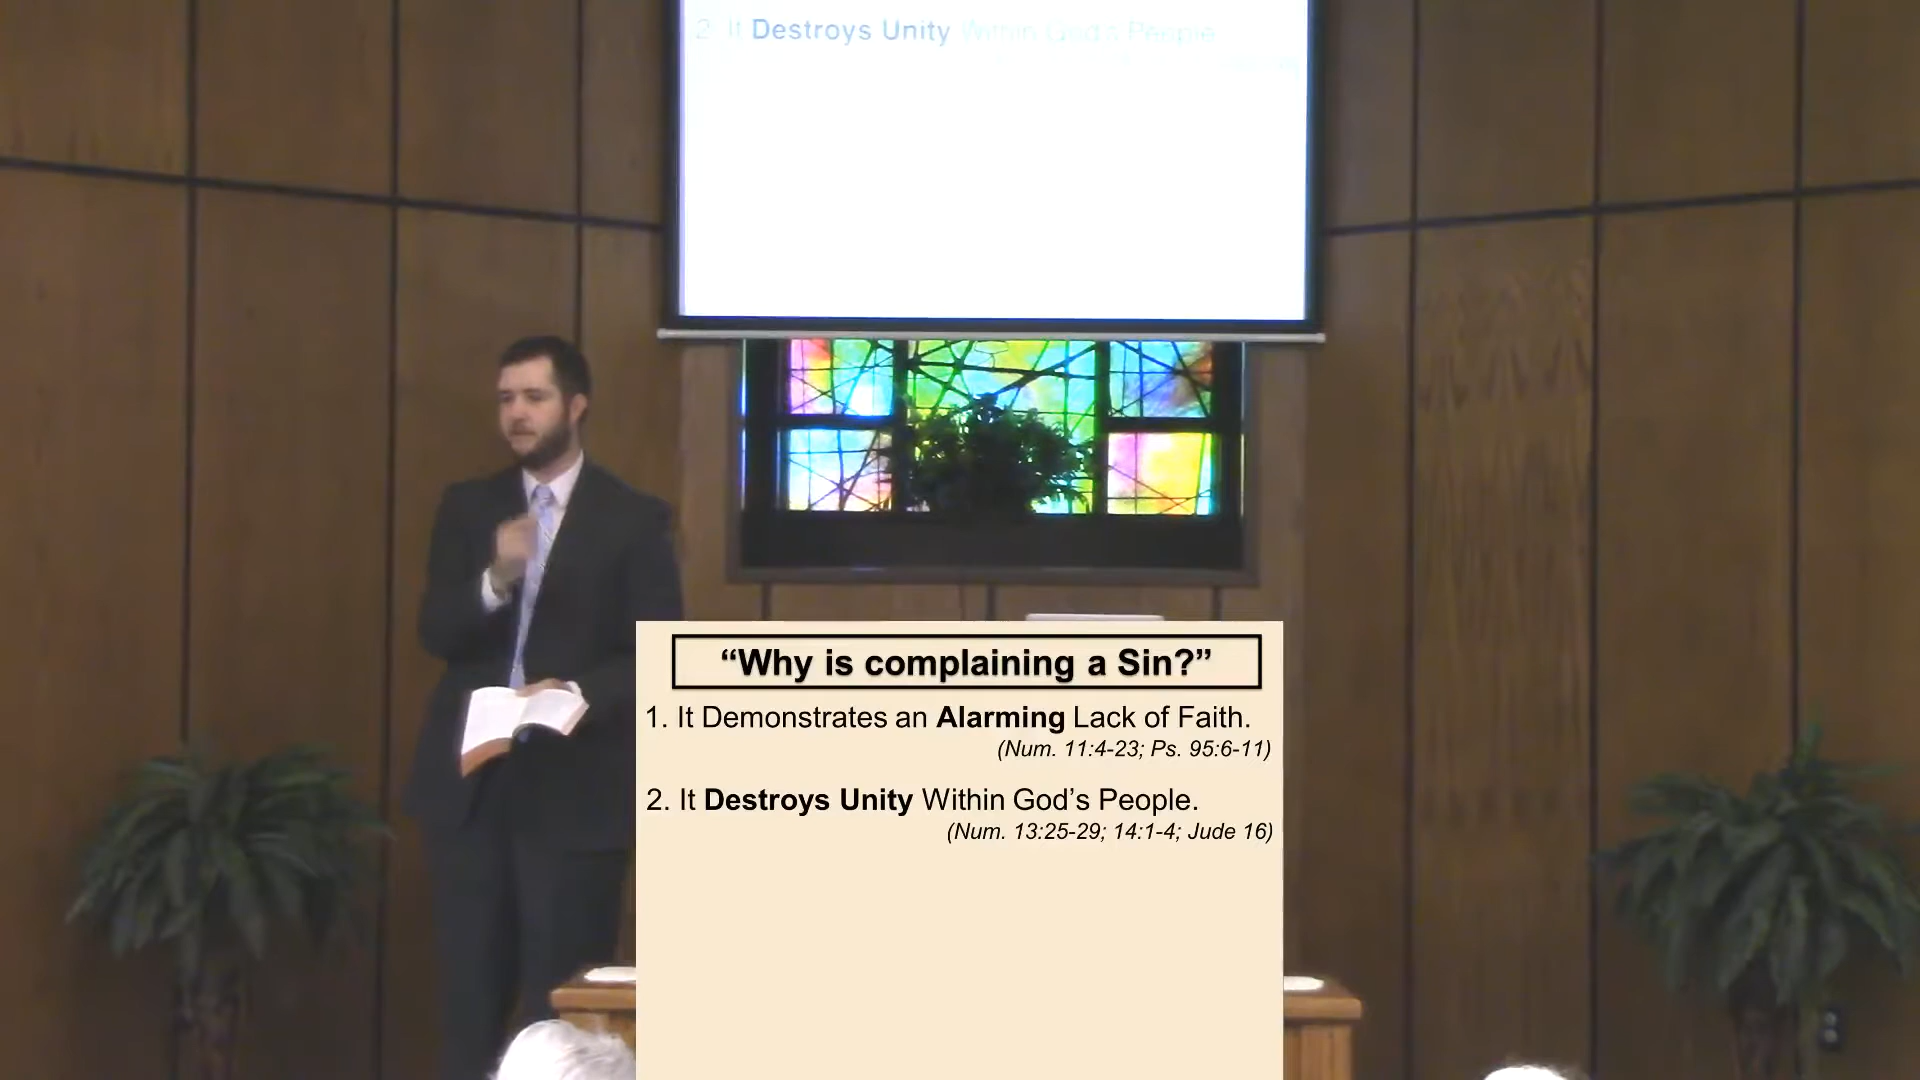 2. It Destroys Unity Within God's People.
“Why is complaining a Sin?”
1. It Demonstrates an Alarming Lack of Faith.
(Num. 11:4-23; Ps. 95:6-11)
2. It Destroys Unity Within God’s People.
(Num. 13:25-29; 14:1-4; Jude 16)